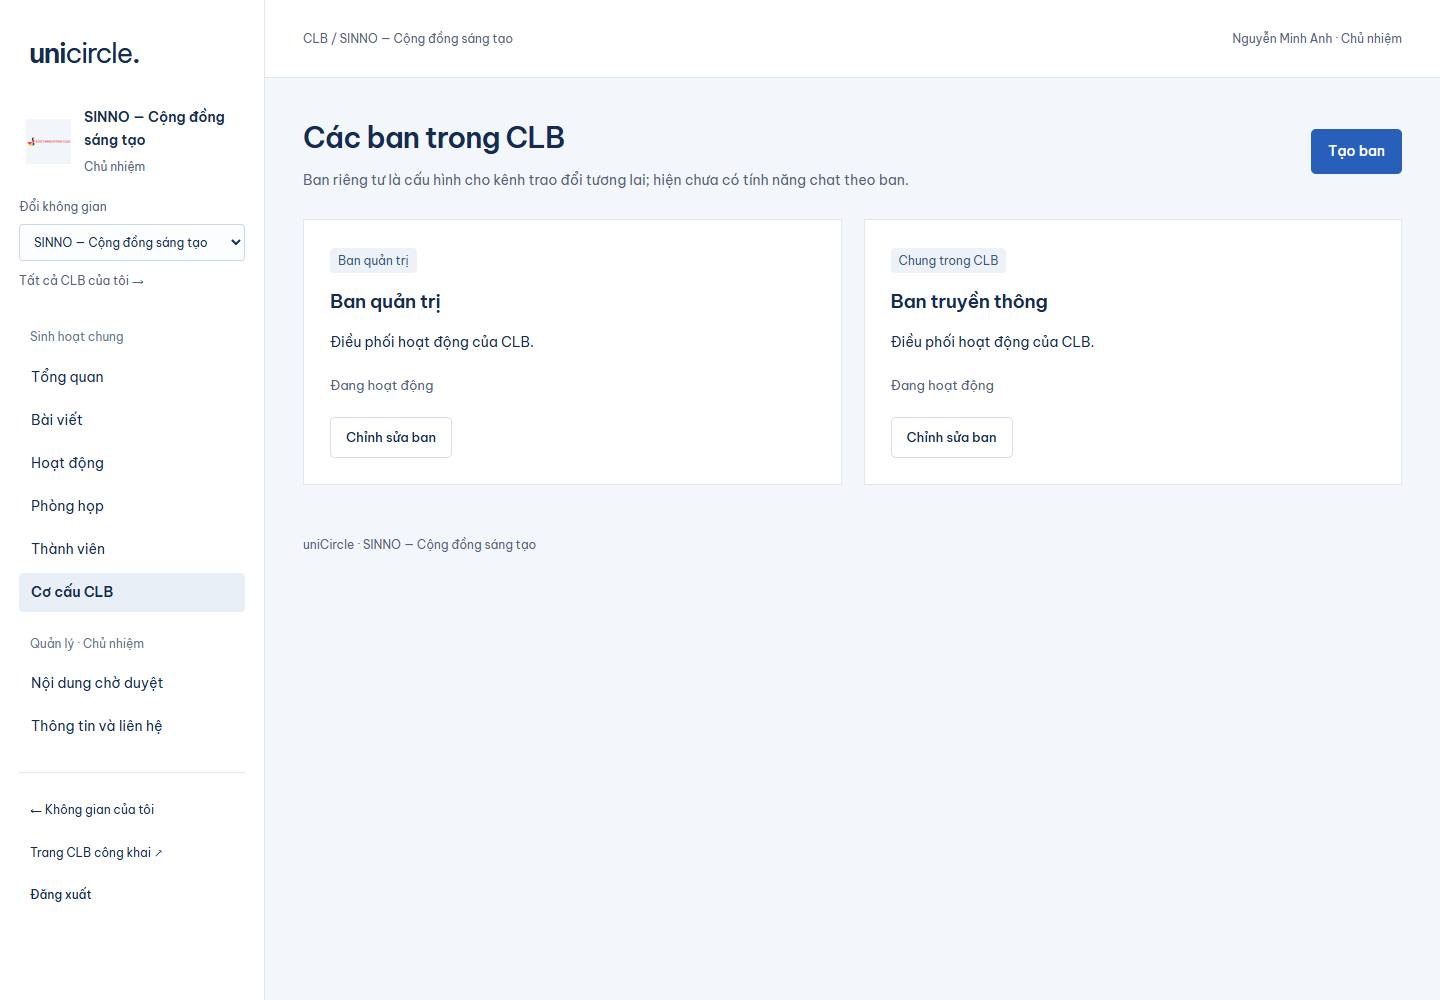 unicircle.
SINNO — Cộng đồng
sáng tạo
Chủ nhiệm
Đổi không gian
SINNO — Cộng đồng sáng tạo
Tất cả CLB của tôi →
Sinh hoạt chung
Tổng quan
Bài viết
Hoạt động
Phòng họp
Thành viên
Cơ cấu CLB
Quản lý · Chủ nhiệm
Nội dung chờ duyệt
Thông tin và liên hệ
← Không gian của tôi
Trang CLB công khai ↗
Đăng xuất
CLB / SINNO — Cộng đồng sáng tạo
Nguyễn Minh Anh · Chủ nhiệm
Các ban trong CLB
Ban riêng tư là cấu hình cho kênh trao đổi tương lai; hiện chưa có tính năng chat theo ban.
Tạo ban
Ban quản trị
Ban quản trị
Điều phối hoạt động của CLB.
Đang hoạt động
Chỉnh sửa ban
Chung trong CLB
Ban truyền thông
Điều phối hoạt động của CLB.
Đang hoạt động
Chỉnh sửa ban
uniCircle · SINNO — Cộng đồng sáng tạo